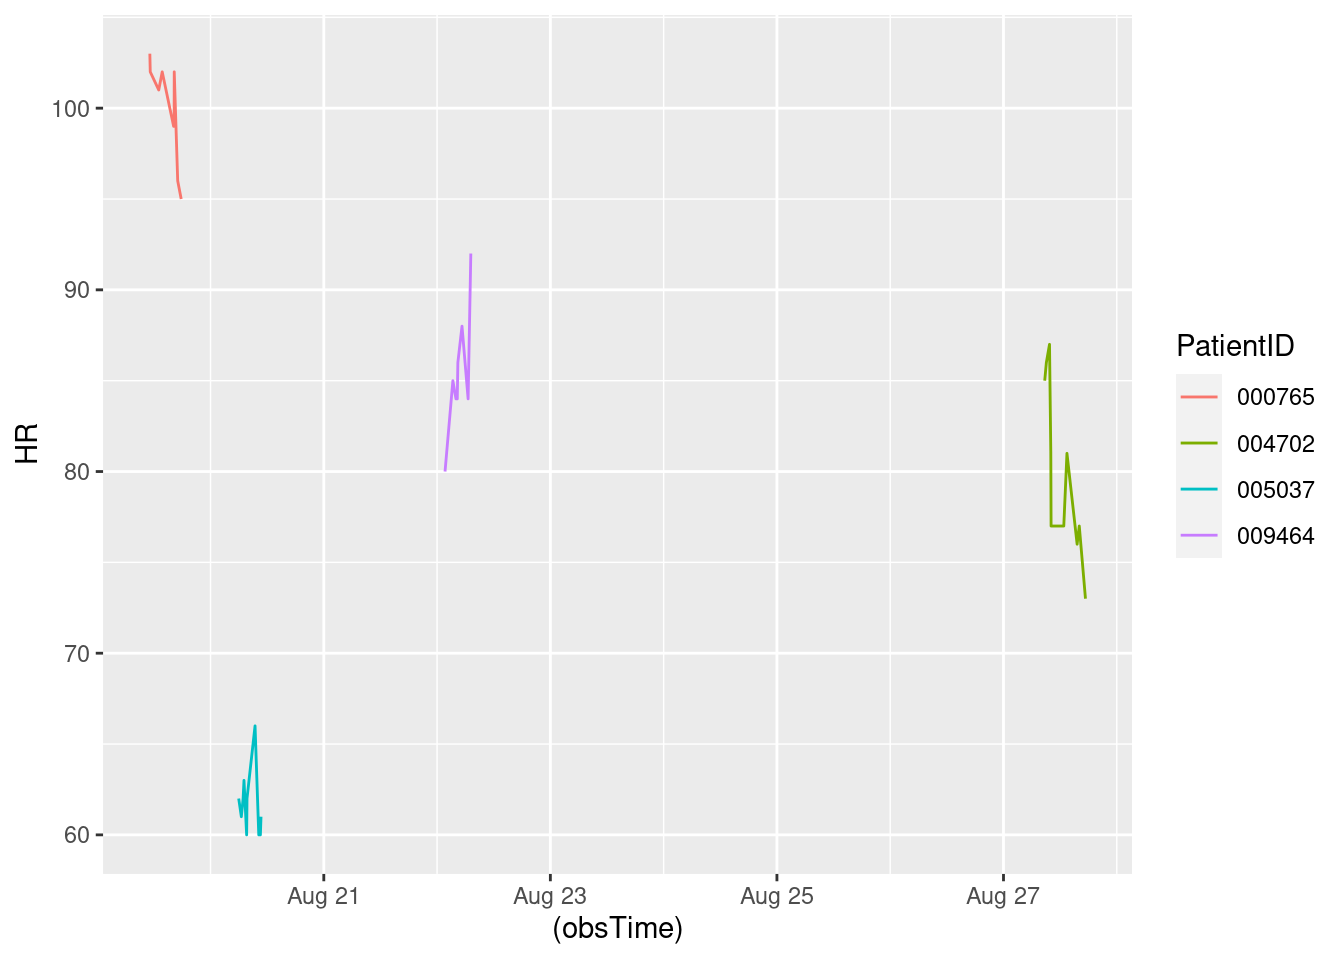 100
90
80
70
60
HR
Aug 21
Aug 23
Aug 25
Aug 27
(obsTime)
PatientID
000765
004702
005037
009464